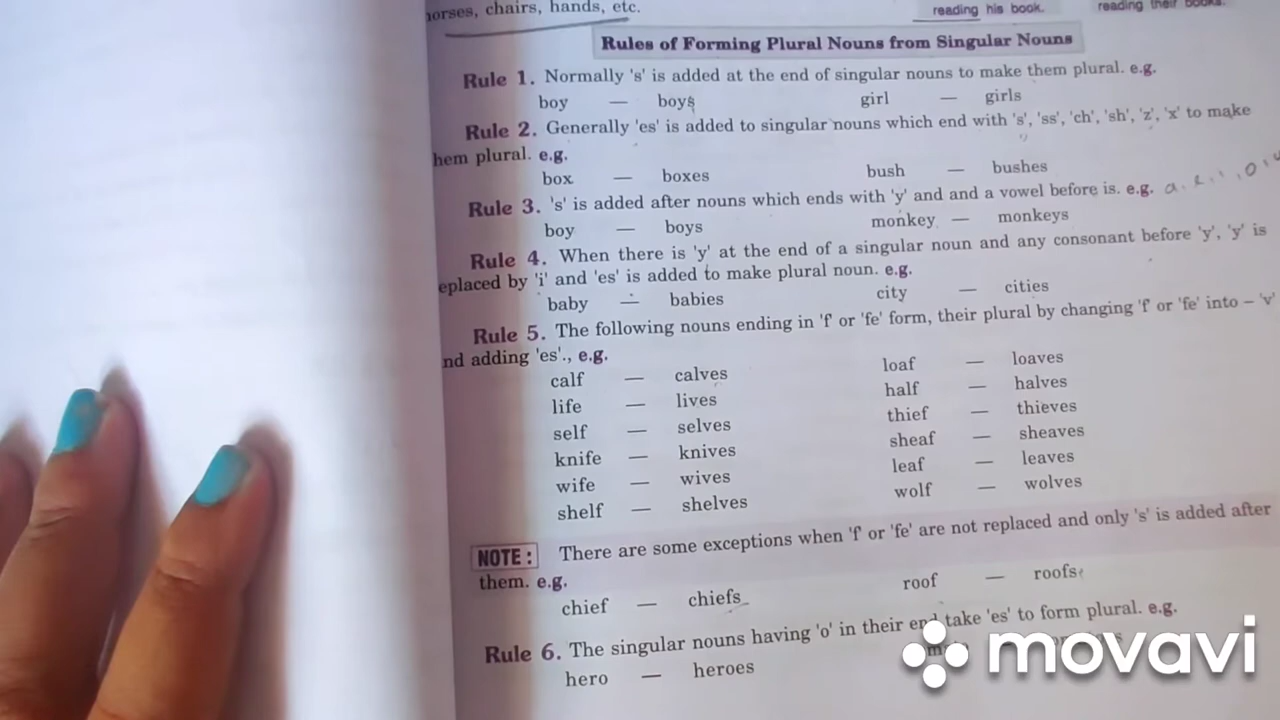 horses, chairs, hands, etc.
reading his book. reading their books.
Rules of Forming Plural Nouns from Singular Nouns
Rule 1. Normally 's' is added at the end of singular nouns to make them plural. e.g.
boy — boys girl — girls
Rule 2. Generally 'es' is added to singular nouns which end with 's', 'ss', 'ch', 'sh', 'z', 'x' to make
hem plural. e.g.
box — boxes bush — bushes
Rule 3. 's' is added after nouns which ends with 'y' and and a vowel before is. e.g. a, e, i, o, u
boy — boys monkey — monkeys
Rule 4. When there is 'y' at the end of a singular noun and any consonant before 'y', 'y' is
eplaced by 'i' and 'es' is added to make plural noun. e.g.
baby — babies city — cities
Rule 5. The following nouns ending in 'f' or 'fe' form, their plural by changing 'f' or 'fe' into – 'v'
nd adding 'es'., e.g.
calf — calves loaf — loaves
life — lives half — halves
self — selves thief — thieves
knife — knives sheaf — sheaves
wife — wives leaf — leaves
shelf — shelves wolf — wolves
NOTE : There are some exceptions when 'f' or 'fe' are not replaced and only 's' is added after
them. e.g.
chief — chiefs roof — roofs
Rule 6. The singular nouns having 'o' in their end take 'es' to form plural. e.g.
hero — heroes
movavi